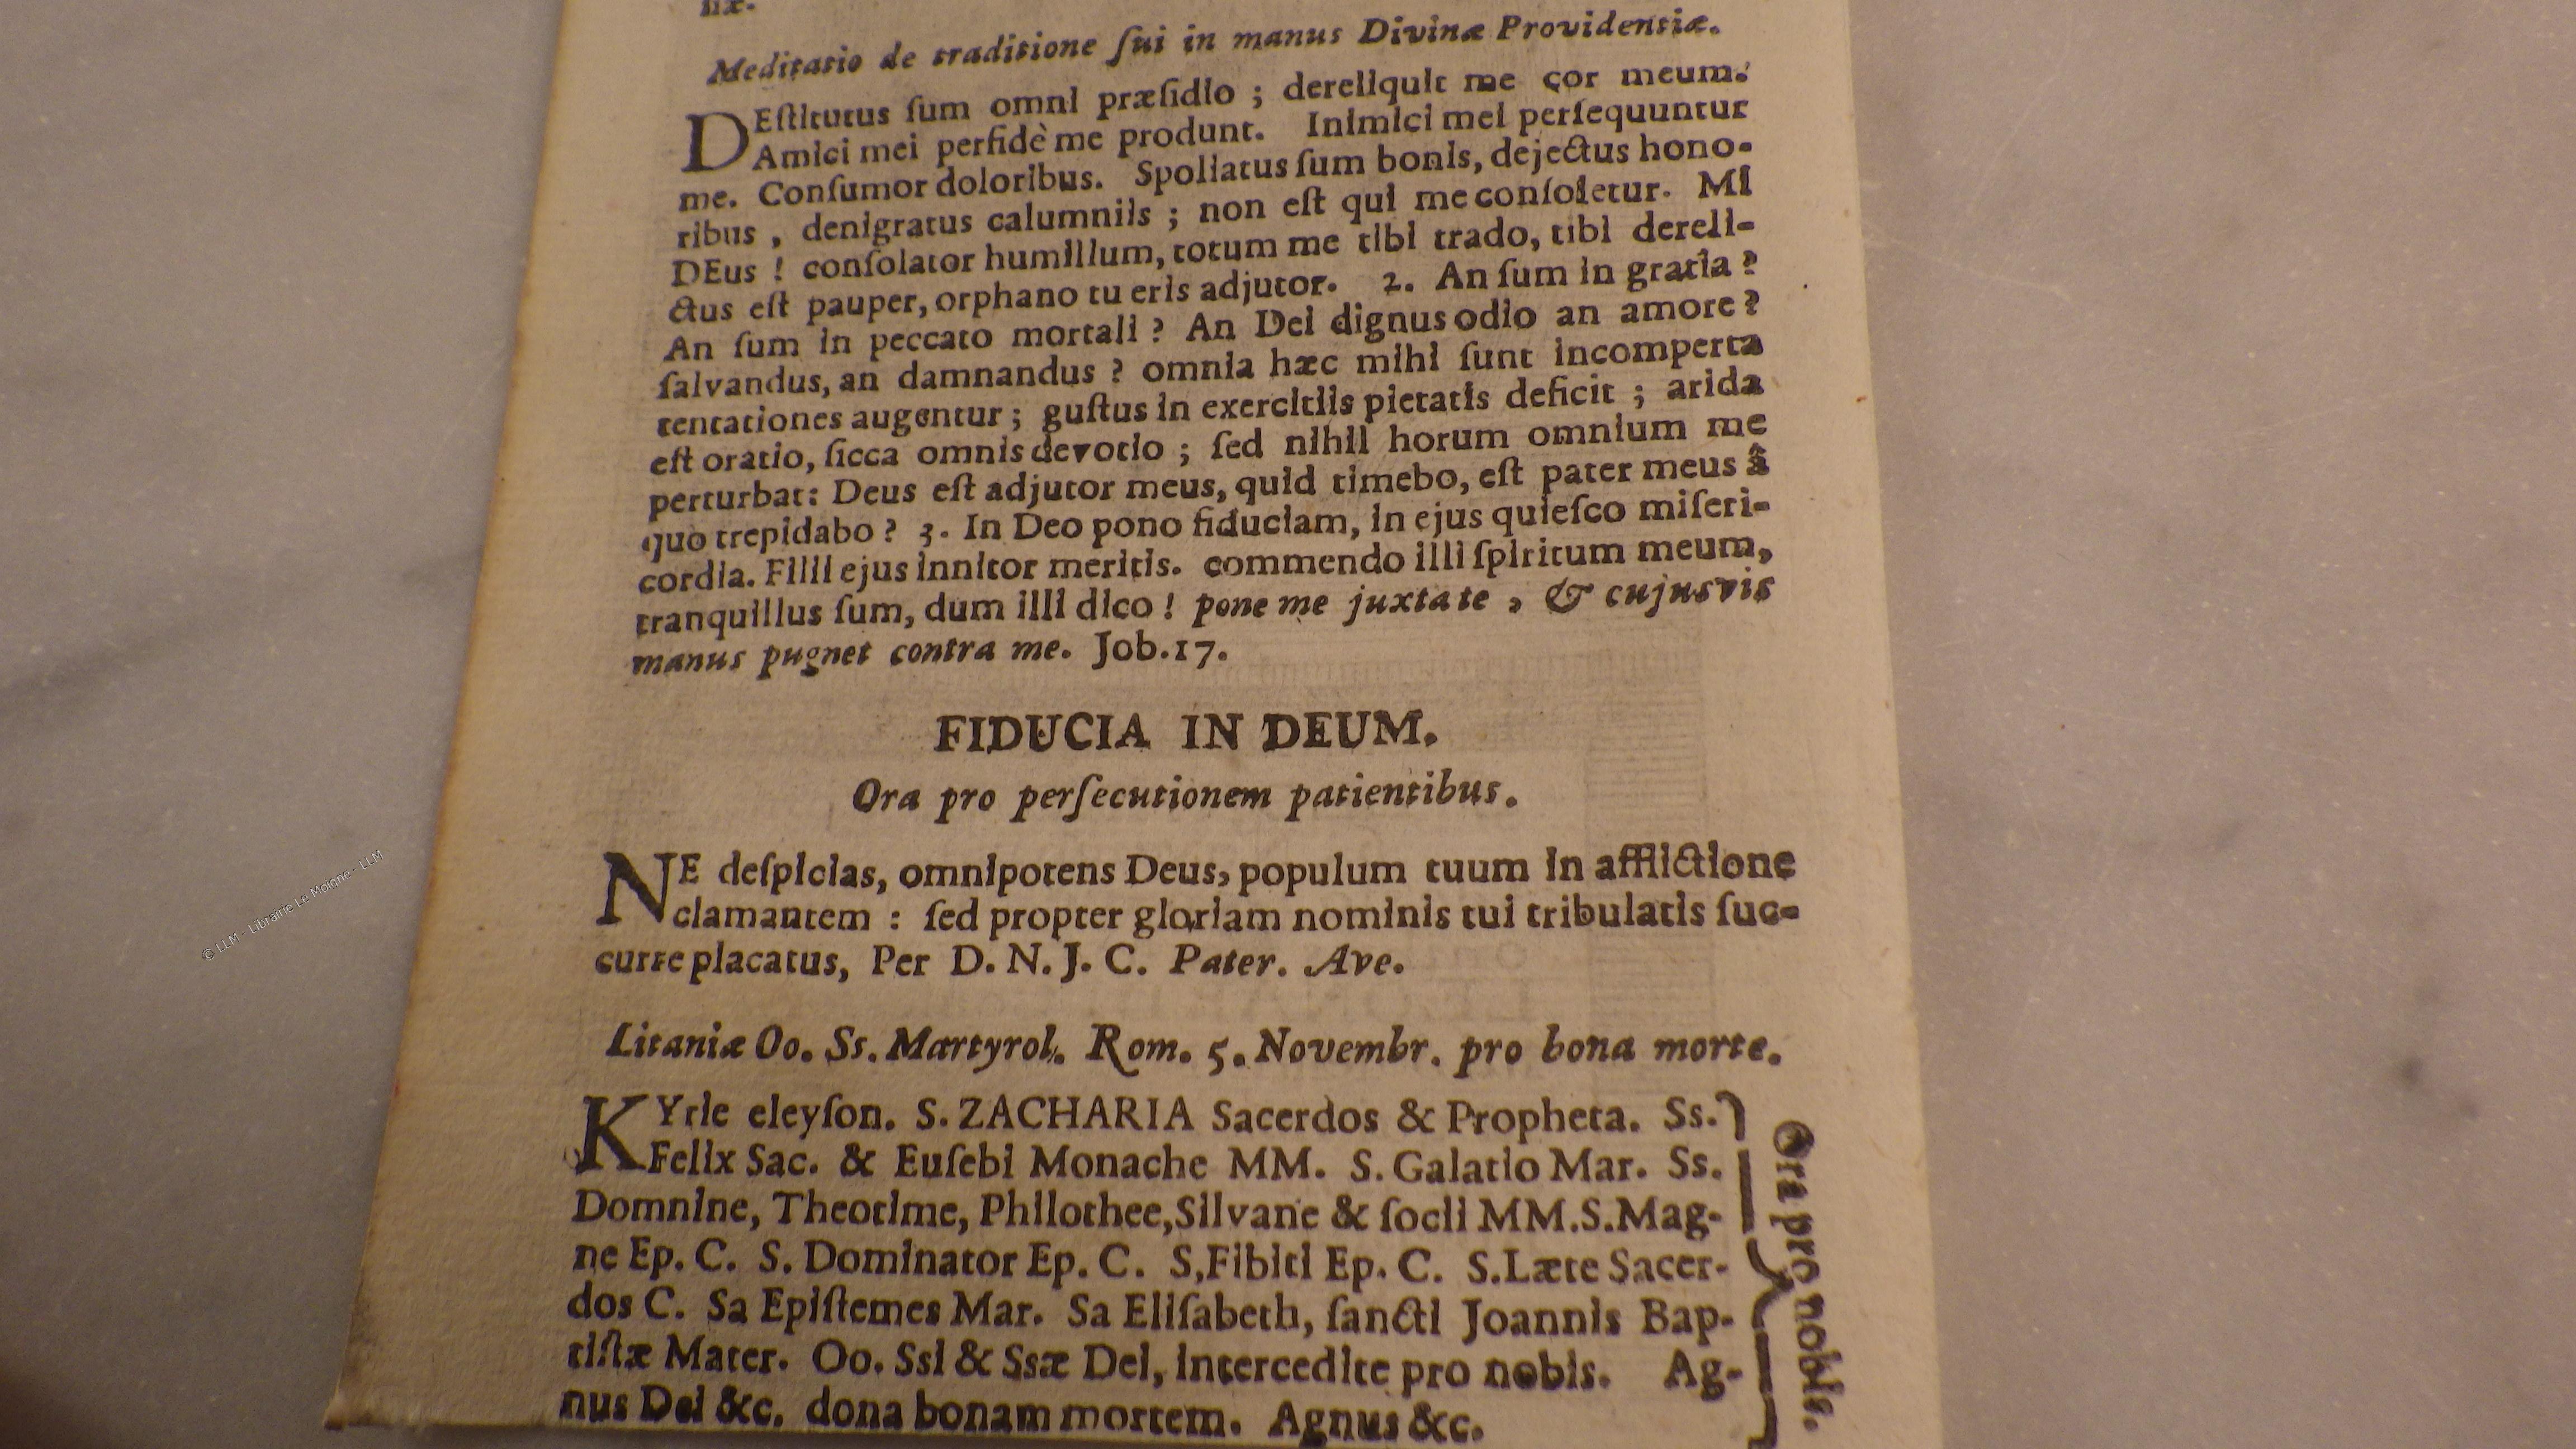 Meditatio de traditione ſui in manus Divinæ Providentiæ.
DEſtitutus ſum omni præſidio ; dereliquit me cor meum.
Amici mei perfidè me produnt. Inimici mei perſequuntur
me. Conſumor doloribus. Spoliatus ſum bonis, dejectus hono-
ribus , denigratus calumniis ; non eſt qui me conſoletur. Mi
DEus ! conſolator humilium, totum me tibi trado, tibi dereli-
ctus eſt pauper, orphano tu eris adjutor. 2. An ſum in gratia ?
An ſum in peccato mortali ? An Dei dignus odio an amore ?
ſalvandus, an damnandus ? omnia hæc mihi ſunt incomperta
tentationes augentur ; guſtus in exercitiis pietatis deficit ; arida
eſt oratio, ſicca omnis devotio ; ſed nihil horum omnium me
perturbat: Deus eſt adjutor meus, quid timebo, eſt pater meus â
quo trepidabo ? 3. In Deo pono fiduciam, in ejus quieſco miſeri-
cordia. Filii ejus innitor meritis. commendo illi ſpiritum meum,
tranquillus ſum, dum illi dico ! pone me juxta te , & cujusvis
manus pugnet contra me. Job.17.
FIDUCIA IN DEUM.
Ora pro perſecutionem patientibus.
NE deſpicias, omnipotens Deus, populum tuum in afflictione
clamantem : ſed propter gloriam nominis tui tribulatis ſuc-
curre placatus, Per D. N. J. C. Pater. Ave.
Litaniæ Oo. Ss. Martyrol. Rom. 5. Novembr. pro bona morte.
KYrie eleyſon. S. ZACHARIA Sacerdos & Propheta. Ss.
Felix Sac. & Euſebi Monache MM. S. Galatio Mar. Ss.
Domnine, Theotime, Philothee, Silvane & ſocii MM. S. Mag-
ne Ep. C. S. Dominator Ep. C. S, Fibiti Ep. C. S. Læte Sacer-
dos C. Sa Epiſtemes Mar. Sa Eliſabeth, ſancti Joannis Bap-
tiſtæ Mater. Oo. Ssi & Ssæ Dei, intercedite pro nobis. Ag-
nus Dei &c. dona bonam mortem. Agnus &c.
Ora pro nobis.
© LLM - Librairie Le Moigne - LLM